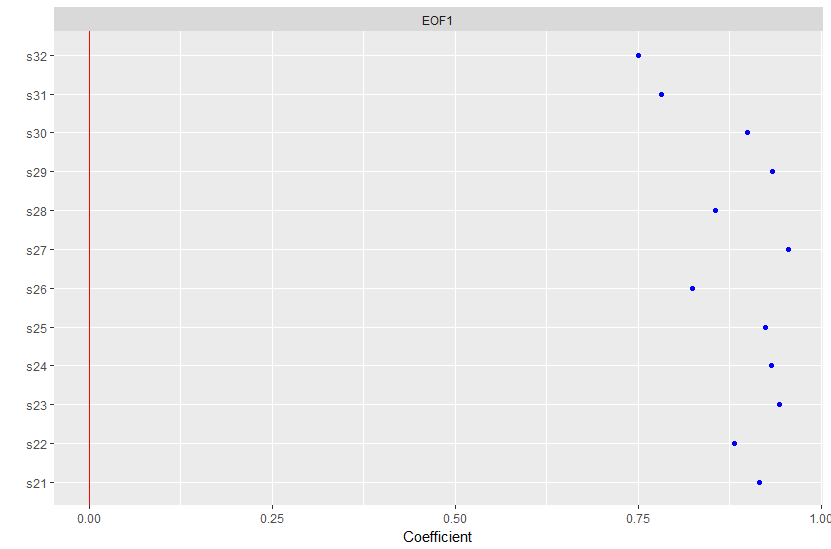 EOF1
s32
s31
s30
s29
s28
s27
s26
s25
s24
s23
s22
s21
0.00 0.25 0.50 0.75 1.00
Coefficient